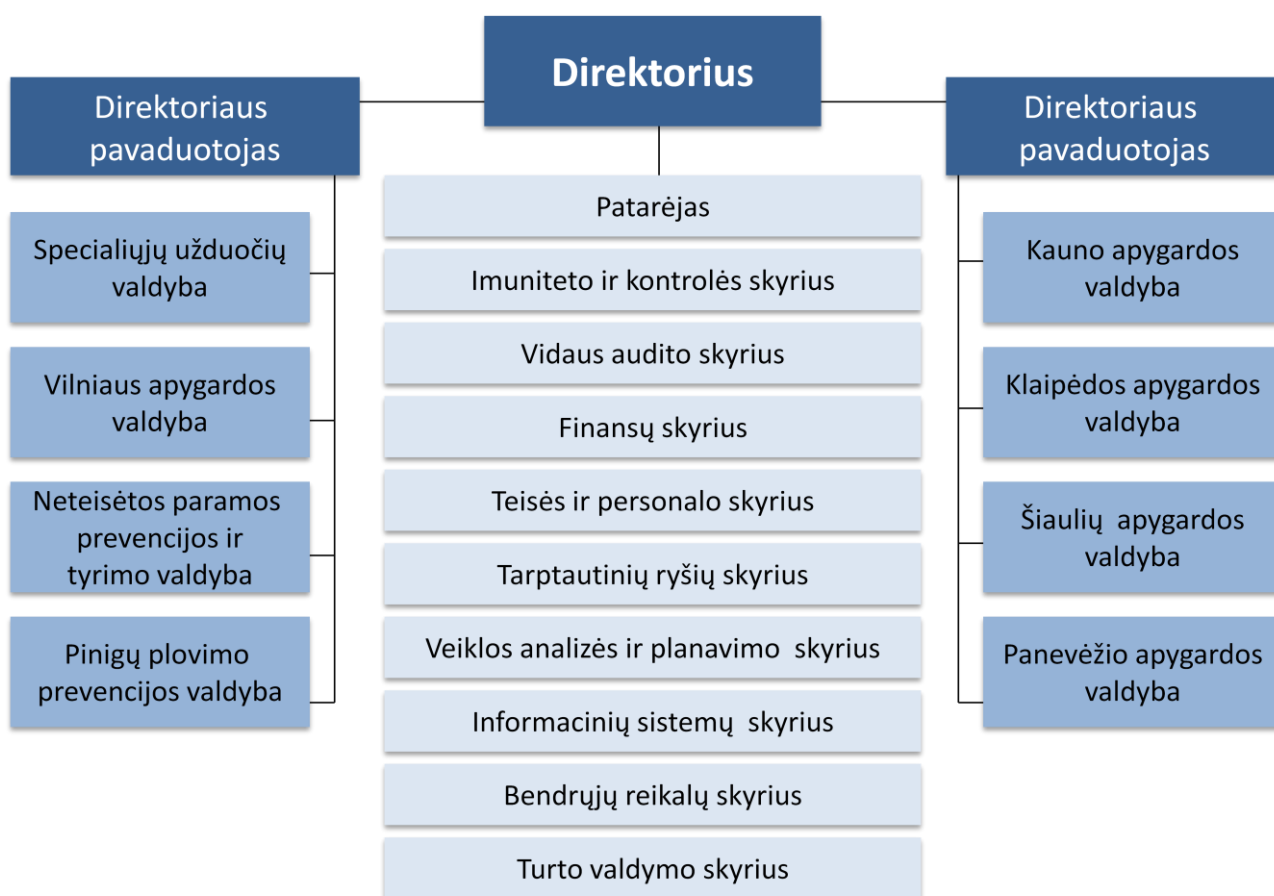 Direktorius
Direktoriaus
pavaduotojas
Specialiųjų užduočių
valdyba
Vilniaus apygardos
valdyba
Neteisėtos paramos
prevencijos ir
tyrimo valdyba
Pinigų plovimo
prevencijos valdyba
Patarėjas
Imuniteto ir kontrolės skyrius
Vidaus audito skyrius
Finansų skyrius
Teisės ir personalo skyrius
Tarptautinių ryšių skyrius
Veiklos analizės ir planavimo skyrius
Informacinių sistemų skyrius
Bendrųjų reikalų skyrius
Turto valdymo skyrius
Direktoriaus
pavaduotojas
Kauno apygardos
valdyba
Klaipėdos apygardos
valdyba
Šiaulių apygardos
valdyba
Panevėžio apygardos
valdyba